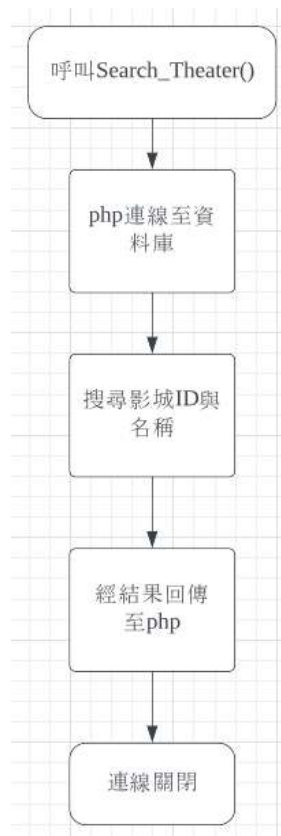 呼叫Search_Theater()
php連線至資
料庫
搜尋影城ID與
名稱
經結果回傳
至php
連線關閉